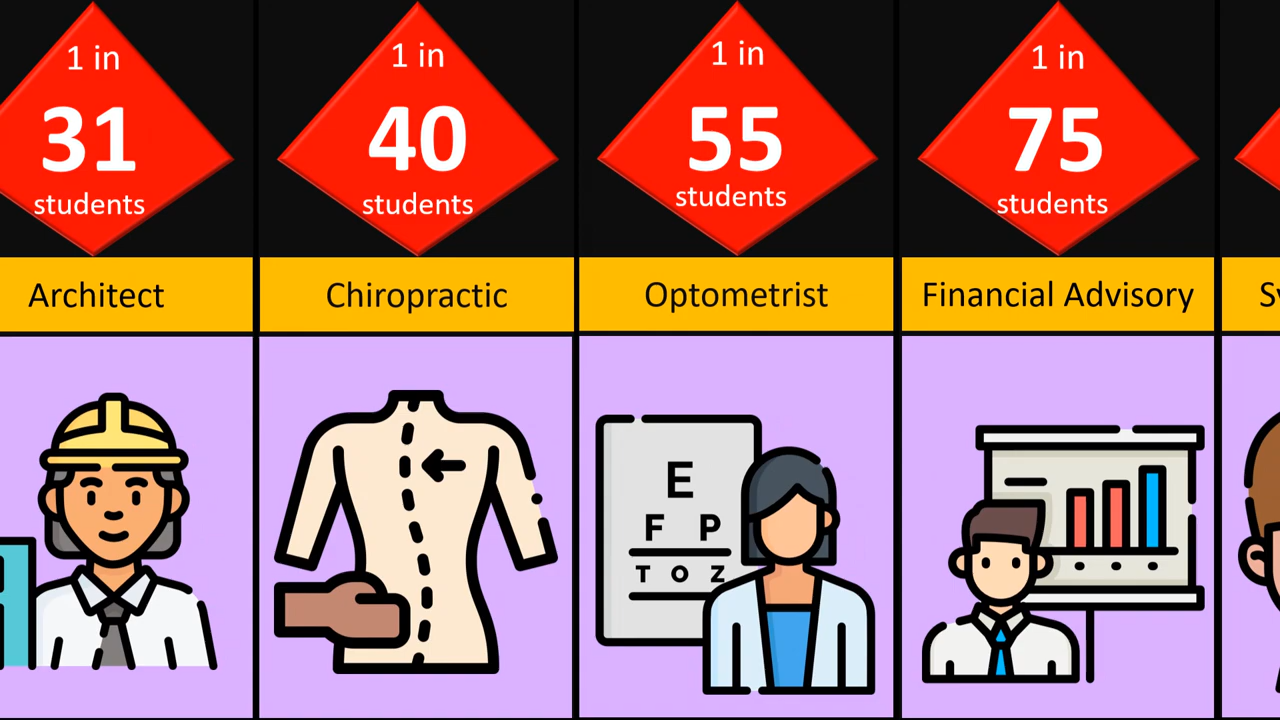 1 in
31
students
Architect
1 in
40
students
Chiropractic
1 in
55
students
Optometrist
E
F P
T O Z
1 in
75
students
Financial Advisory